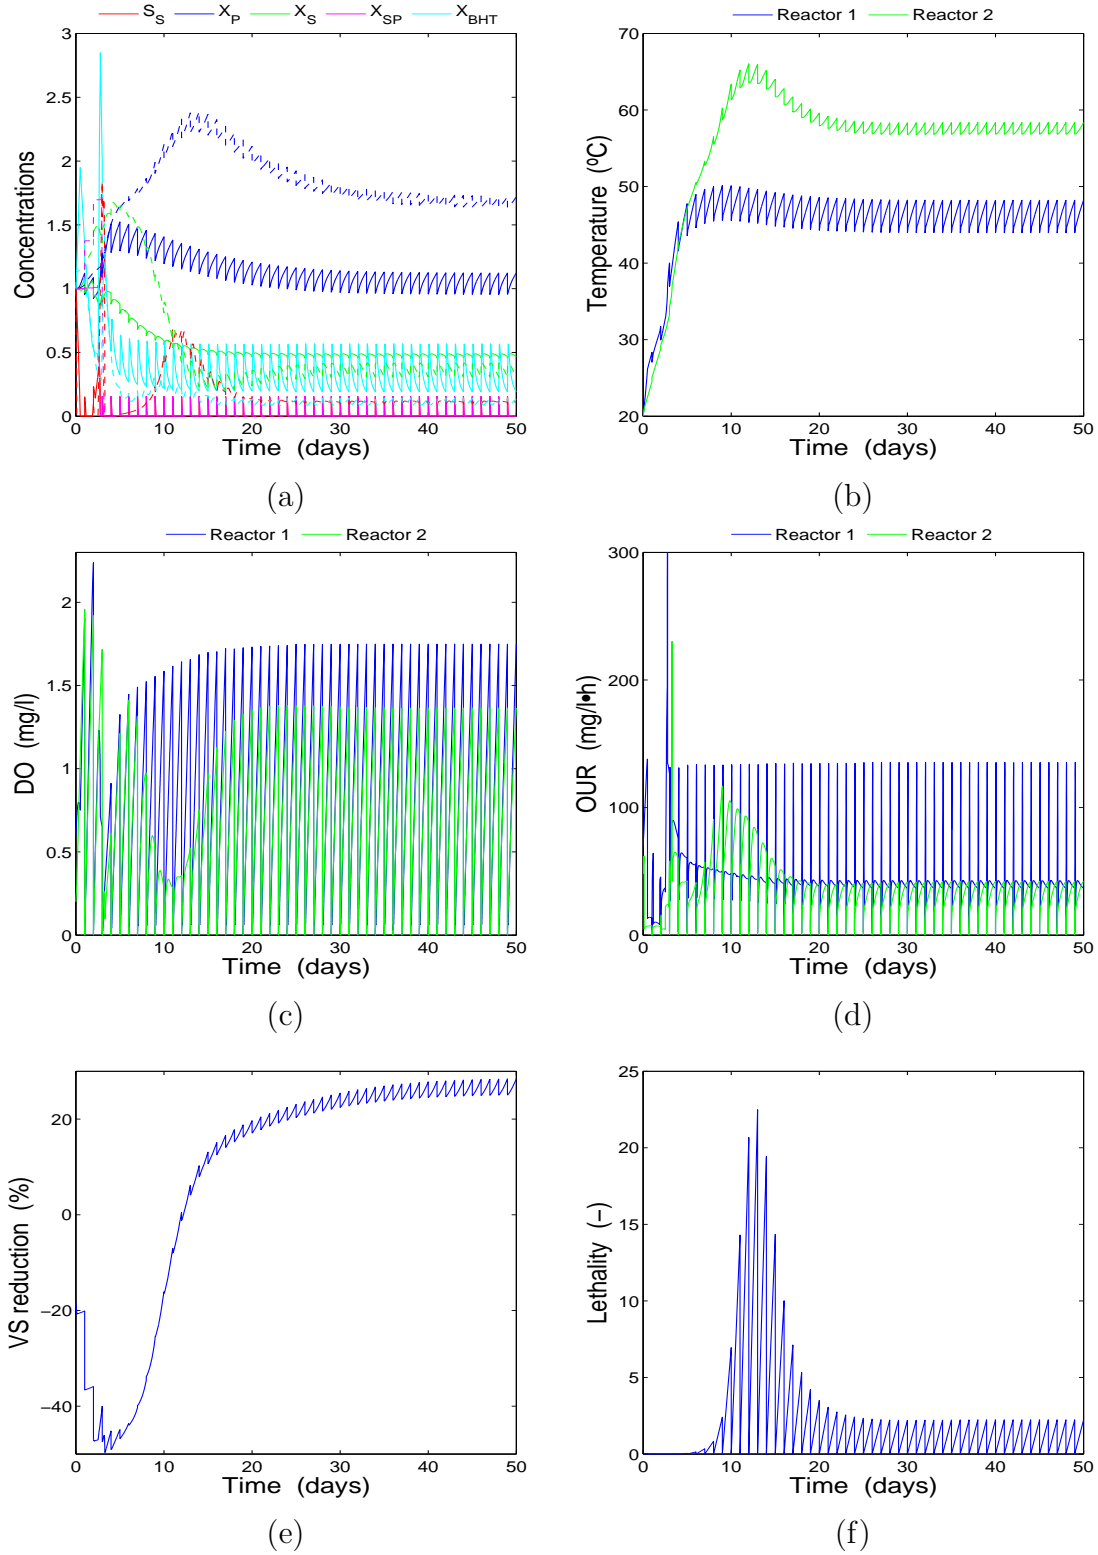 S_S X_P X_S X_SP X_BHT
3
2.5
2
1.5
1
0.5
0
Concentrations
0 10 20 30 40 50
Time (days)
(a)
Reactor 1 Reactor 2
70
60
50
40
30
20
Temperature (ºC)
0 10 20 30 40 50
Time (days)
(b)
Reactor 1 Reactor 2
2
1.5
1
0.5
0
DO (mg/l)
0 10 20 30 40 50
Time (days)
(c)
Reactor 1 Reactor 2
300
200
100
0
OUR (mg/l•h)
0 10 20 30 40 50
Time (days)
(d)
20
0
−20
−40
VS reduction (%)
0 10 20 30 40 50
Time (days)
(e)
25
20
15
10
5
0
Lethality (−)
0 10 20 30 40 50
Time (days)
(f)